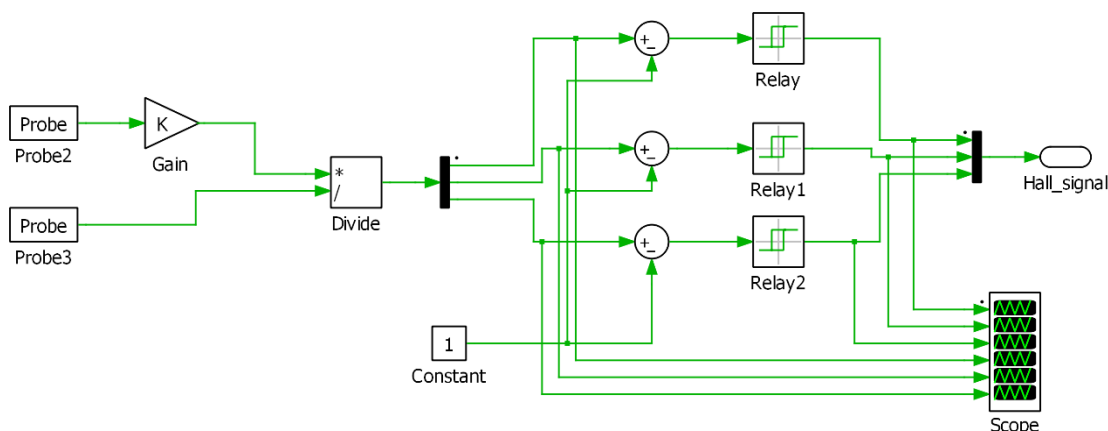 Relay
Probe
Probe2
K
Gain
+
−
*
/
Divide
Probe
Probe3
+
−
Relay1
Hall_signal
+
−
Relay2
1
Constant
Scope